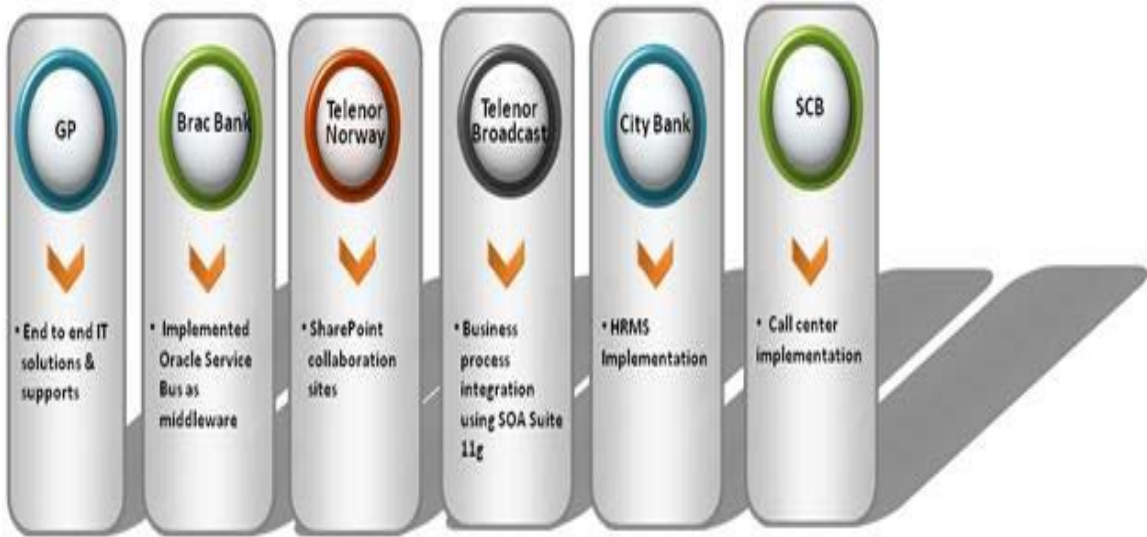 GP
• End to end IT
solutions &
supports
Brac Bank
• Implemented
Oracle Service
Bus as
middleware
Telenor
Norway
• SharePoint
collaboration
sites
Telenor
Broadcast
• Business
process
integration
using SOA Suite
11g
City Bank
• HRMS
Implementation
SCB
• Call center
implementation